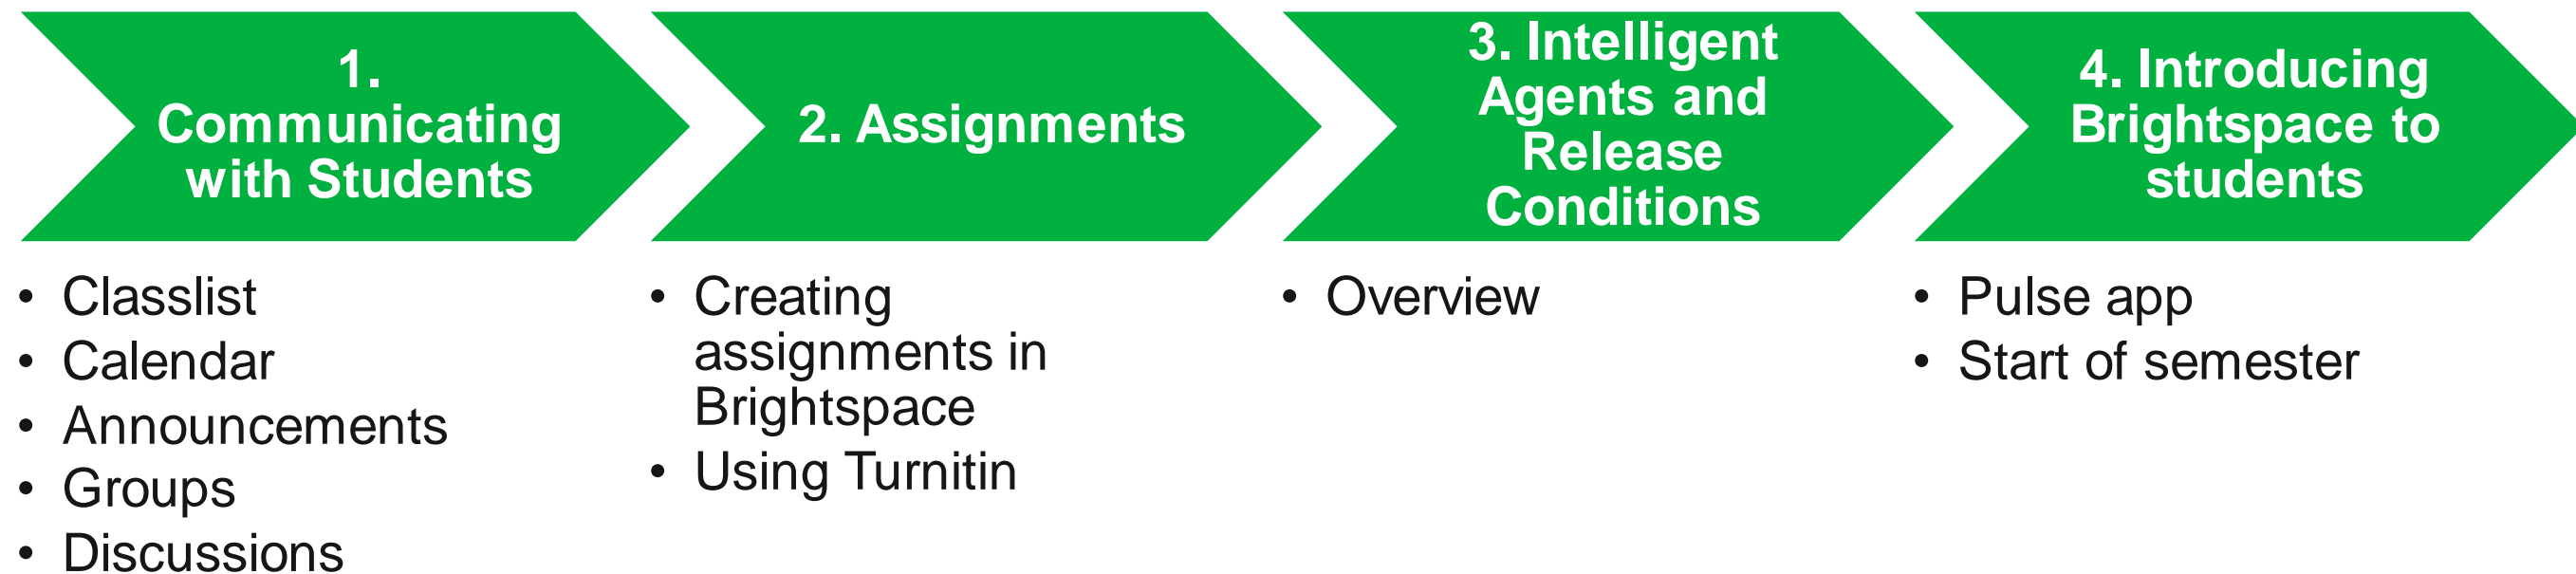 1.
Communicating
with Students
• Classlist
• Calendar
• Announcements
• Groups
• Discussions
2. Assignments
• Creating
assignments in
Brightspace
• Using Turnitin
3. Intelligent
Agents and
Release
Conditions
• Overview
4. Introducing
Brightspace to
students
• Pulse app
• Start of semester